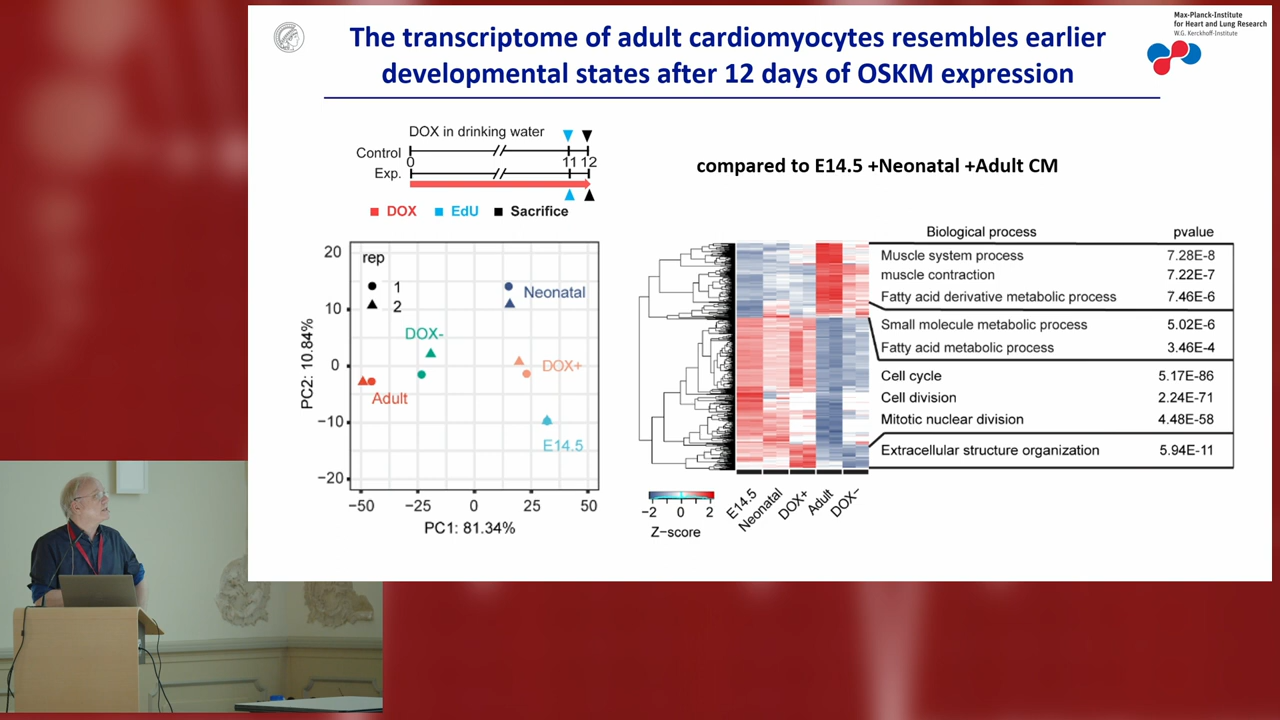 Max-Planck-Institute
for Heart and Lung Research
W.G. Kerckhoff-Institute
The transcriptome of adult cardiomyocytes resembles earlier
developmental states after 12 days of OSKM expression
DOX in drinking water
Control
0
11 12
Exp.
DOX EdU Sacrifice
compared to E14.5 +Neonatal +Adult CM
rep
1
2
Neonatal
DOX-
DOX+
Adult
E14.5
20
10
0
−10
−20
PC2: 10.84%
−50 −25 0 25 50
PC1: 81.34%
Biological process pvalue
Muscle system process 7.28E-8
muscle contraction 7.22E-7
Fatty acid derivative metabolic process 7.46E-6
Small molecule metabolic process 5.02E-6
Fatty acid metabolic process 3.46E-4
Cell cycle 5.17E-86
Cell division 2.24E-71
Mitotic nuclear division 4.48E-58
Extracellular structure organization 5.94E-11
E14.5 Neonatal DOX+ Adult DOX−
−2 0 2
Z−score